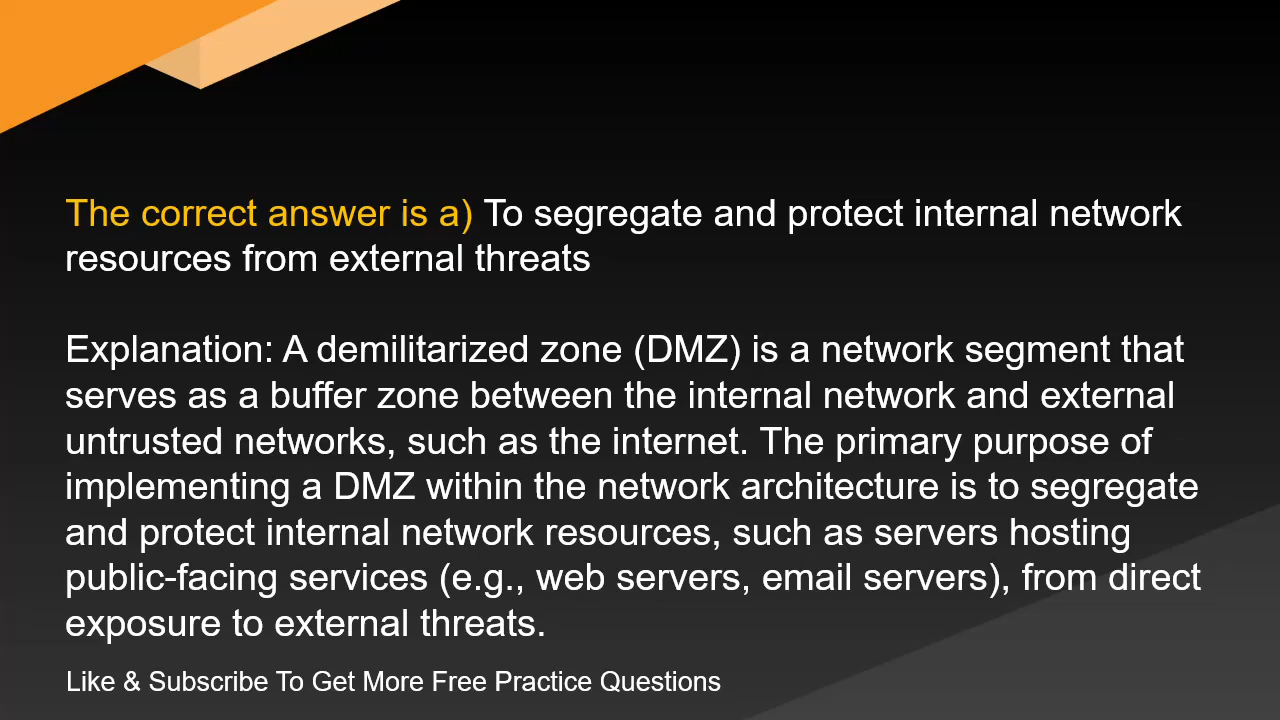 The correct answer is a) To segregate and protect internal network
resources from external threats
Explanation: A demilitarized zone (DMZ) is a network segment that
serves as a buffer zone between the internal network and external
untrusted networks, such as the internet. The primary purpose of
implementing a DMZ within the network architecture is to segregate
and protect internal network resources, such as servers hosting
public-facing services (e.g., web servers, email servers), from direct
exposure to external threats.
Like & Subscribe To Get More Free Practice Questions